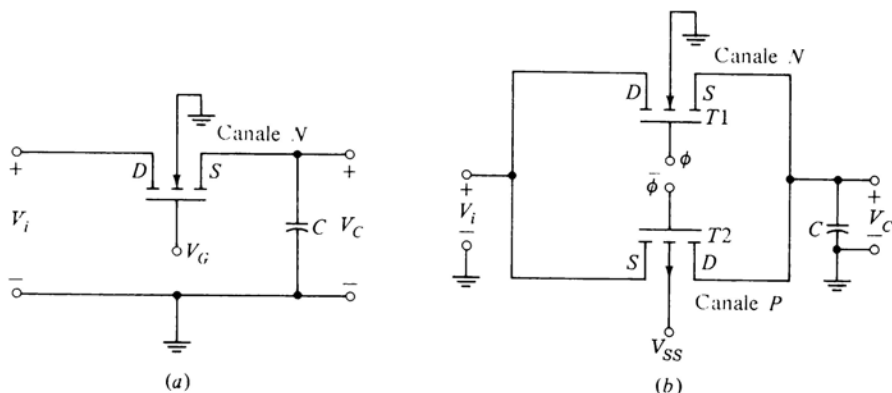 Canale N
D
S
+
V_i
−
V_G
C
+
V_C
−
(a)
Canale N
D
S
T1
ϕ
ϕ̄
+
V_i
−
T2
S
D
C
+
V_C
−
Canale P
V_SS
(b)